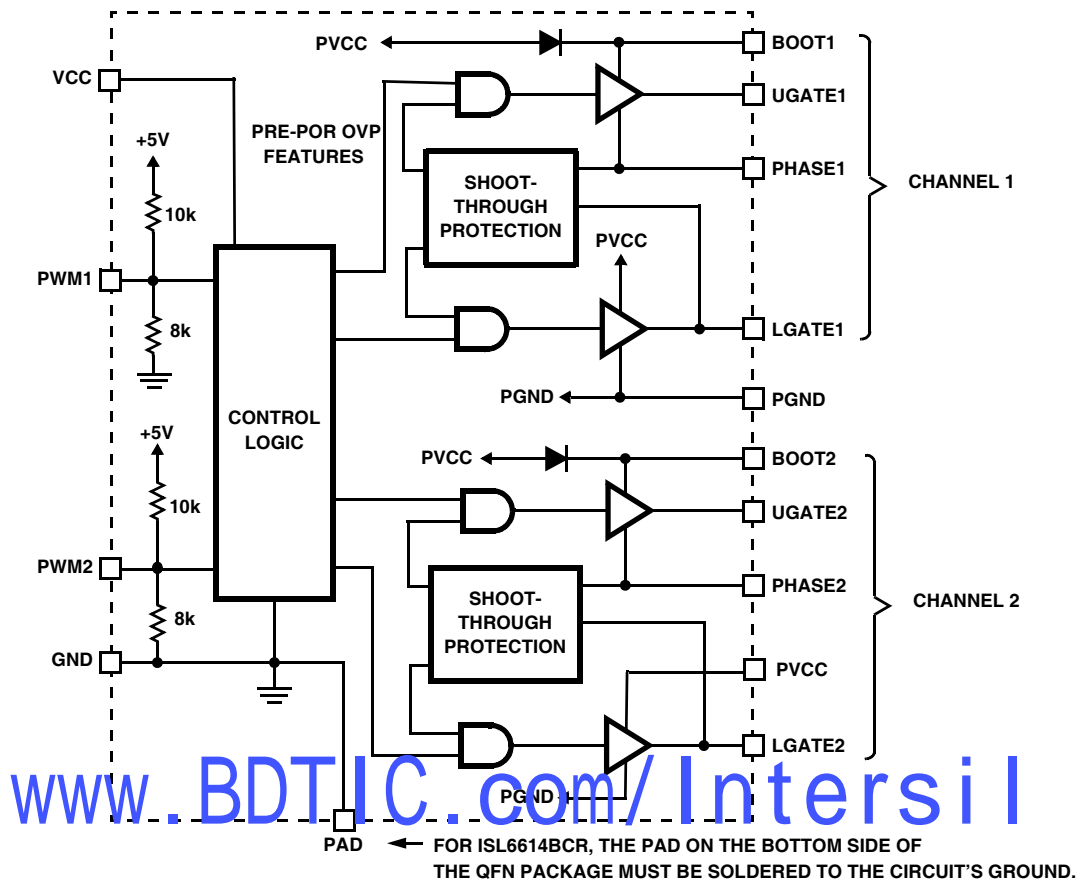 PVCC
BOOT1
VCC
UGATE1
+5V
PRE-POR OVP
FEATURES
PHASE1
SHOOT-
THROUGH
PROTECTION
CHANNEL 1
10k
PVCC
PWM1
8k
LGATE1
PGND
PGND
CONTROL
LOGIC
+5V
PVCC
BOOT2
10k
UGATE2
PWM2
PHASE2
SHOOT-
THROUGH
PROTECTION
CHANNEL 2
8k
GND
PVCC
LGATE2
www.BDTIC.com/Intersil
PGND
PAD
FOR ISL6614BCR, THE PAD ON THE BOTTOM SIDE OF
THE QFN PACKAGE MUST BE SOLDERED TO THE CIRCUIT'S GROUND.